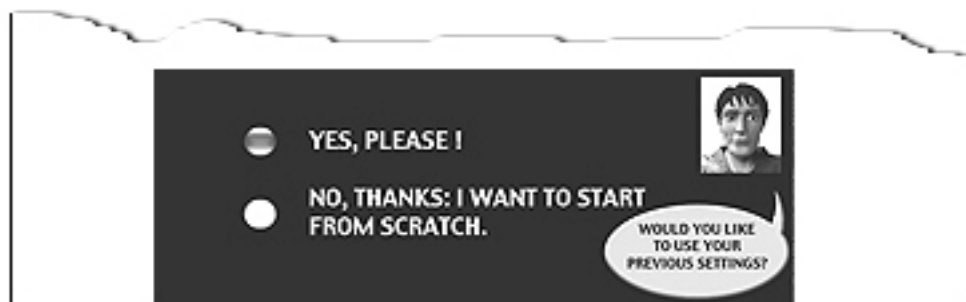 YES, PLEASE !
NO, THANKS: I WANT TO START
FROM SCRATCH.
WOULD YOU LIKE
TO USE YOUR
PREVIOUS SETTINGS?